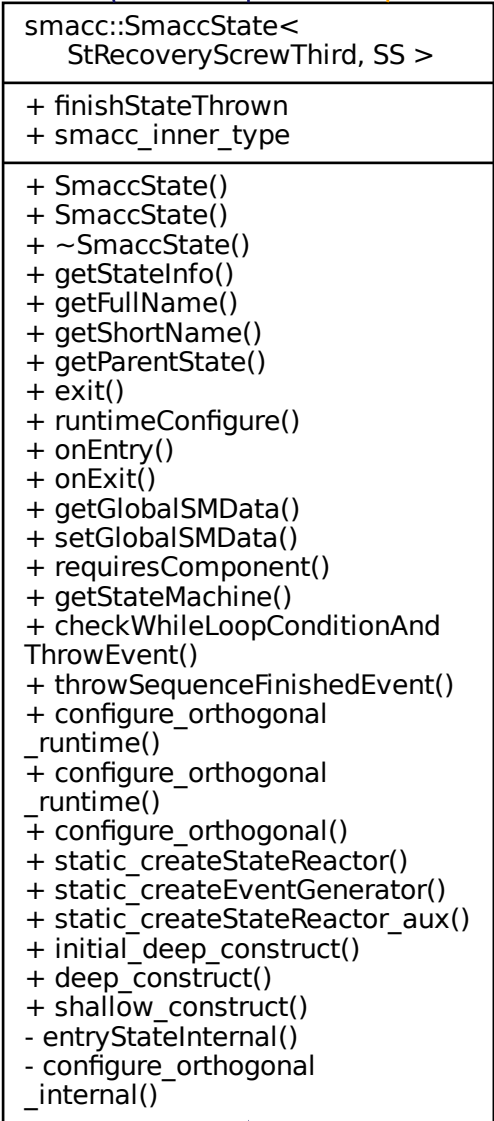 smacc::SmaccState<
StRecoveryScrewThird, SS >
+ finishStateThrown
+ smacc_inner_type
+ SmaccState()
+ SmaccState()
+ ~SmaccState()
+ getStateInfo()
+ getFullName()
+ getShortName()
+ getParentState()
+ exit()
+ runtimeConfigure()
+ onEntry()
+ onExit()
+ getGlobalSMData()
+ setGlobalSMData()
+ requiresComponent()
+ getStateMachine()
+ checkWhileLoopConditionAnd
ThrowEvent()
+ throwSequenceFinishedEvent()
+ configure_orthogonal
_runtime()
+ configure_orthogonal
_runtime()
+ configure_orthogonal()
+ static_createStateReactor()
+ static_createEventGenerator()
+ static_createStateReactor_aux()
+ initial_deep_construct()
+ deep_construct()
+ shallow_construct()
- entryStateInternal()
- configure_orthogonal
_internal()